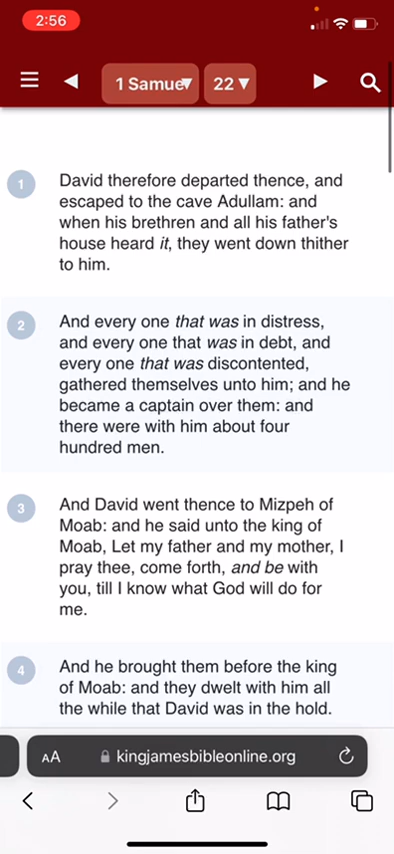 2:56
1 Samue▼ 22▼
1
David therefore departed thence, and
escaped to the cave Adullam: and
when his brethren and all his father's
house heard it, they went down thither
to him.
2
And every one that was in distress,
and every one that was in debt, and
every one that was discontented,
gathered themselves unto him; and he
became a captain over them: and
there were with him about four
hundred men.
3
And David went thence to Mizpeh of
Moab: and he said unto the king of
Moab, Let my father and my mother, I
pray thee, come forth, and be with
you, till I know what God will do for
me.
4
And he brought them before the king
of Moab: and they dwelt with him all
the while that David was in the hold.
AA kingjamesbibleonline.org